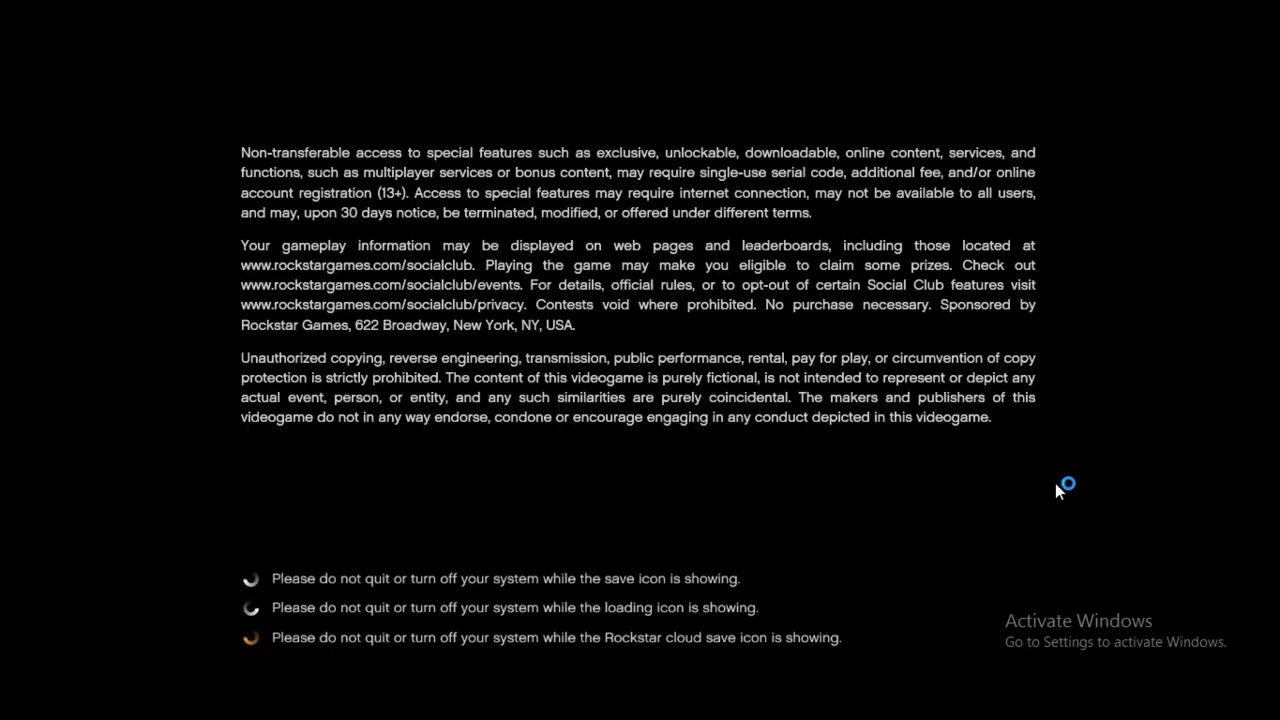 Non-transferable access to special features such as exclusive, unlockable, downloadable, online content, services, and
functions, such as multiplayer services or bonus content, may require single-use serial code, additional fee, and/or online
account registration (13+). Access to special features may require internet connection, may not be available to all users,
and may, upon 30 days notice, be terminated, modified, or offered under different terms.
Your gameplay information may be displayed on web pages and leaderboards, including those located at
www.rockstargames.com/socialclub. Playing the game may make you eligible to claim some prizes. Check out
www.rockstargames.com/socialclub/events. For details, official rules, or to opt-out of certain Social Club features visit
www.rockstargames.com/socialclub/privacy. Contests void where prohibited. No purchase necessary. Sponsored by
Rockstar Games, 622 Broadway, New York, NY, USA.
Unauthorized copying, reverse engineering, transmission, public performance, rental, pay for play, or circumvention of copy
protection is strictly prohibited. The content of this videogame is purely fictional, is not intended to represent or depict any
actual event, person, or entity, and any such similarities are purely coincidental. The makers and publishers of this
videogame do not in any way endorse, condone or encourage engaging in any conduct depicted in this videogame.
Please do not quit or turn off your system while the save icon is showing.
Please do not quit or turn off your system while the loading icon is showing.
Please do not quit or turn off your system while the Rockstar cloud save icon is showing.
Activate Windows
Go to Settings to activate Windows.